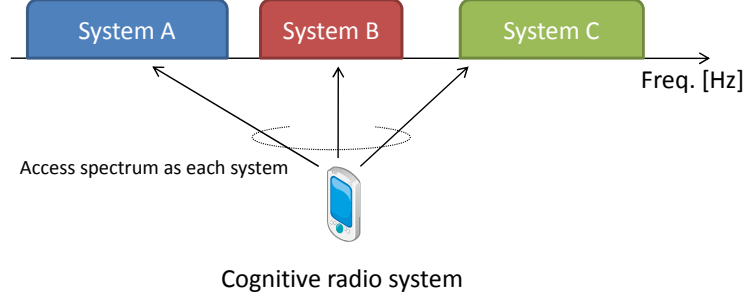 System A
System B
System C
Freq. [Hz]
Access spectrum as each system
Cognitive radio system